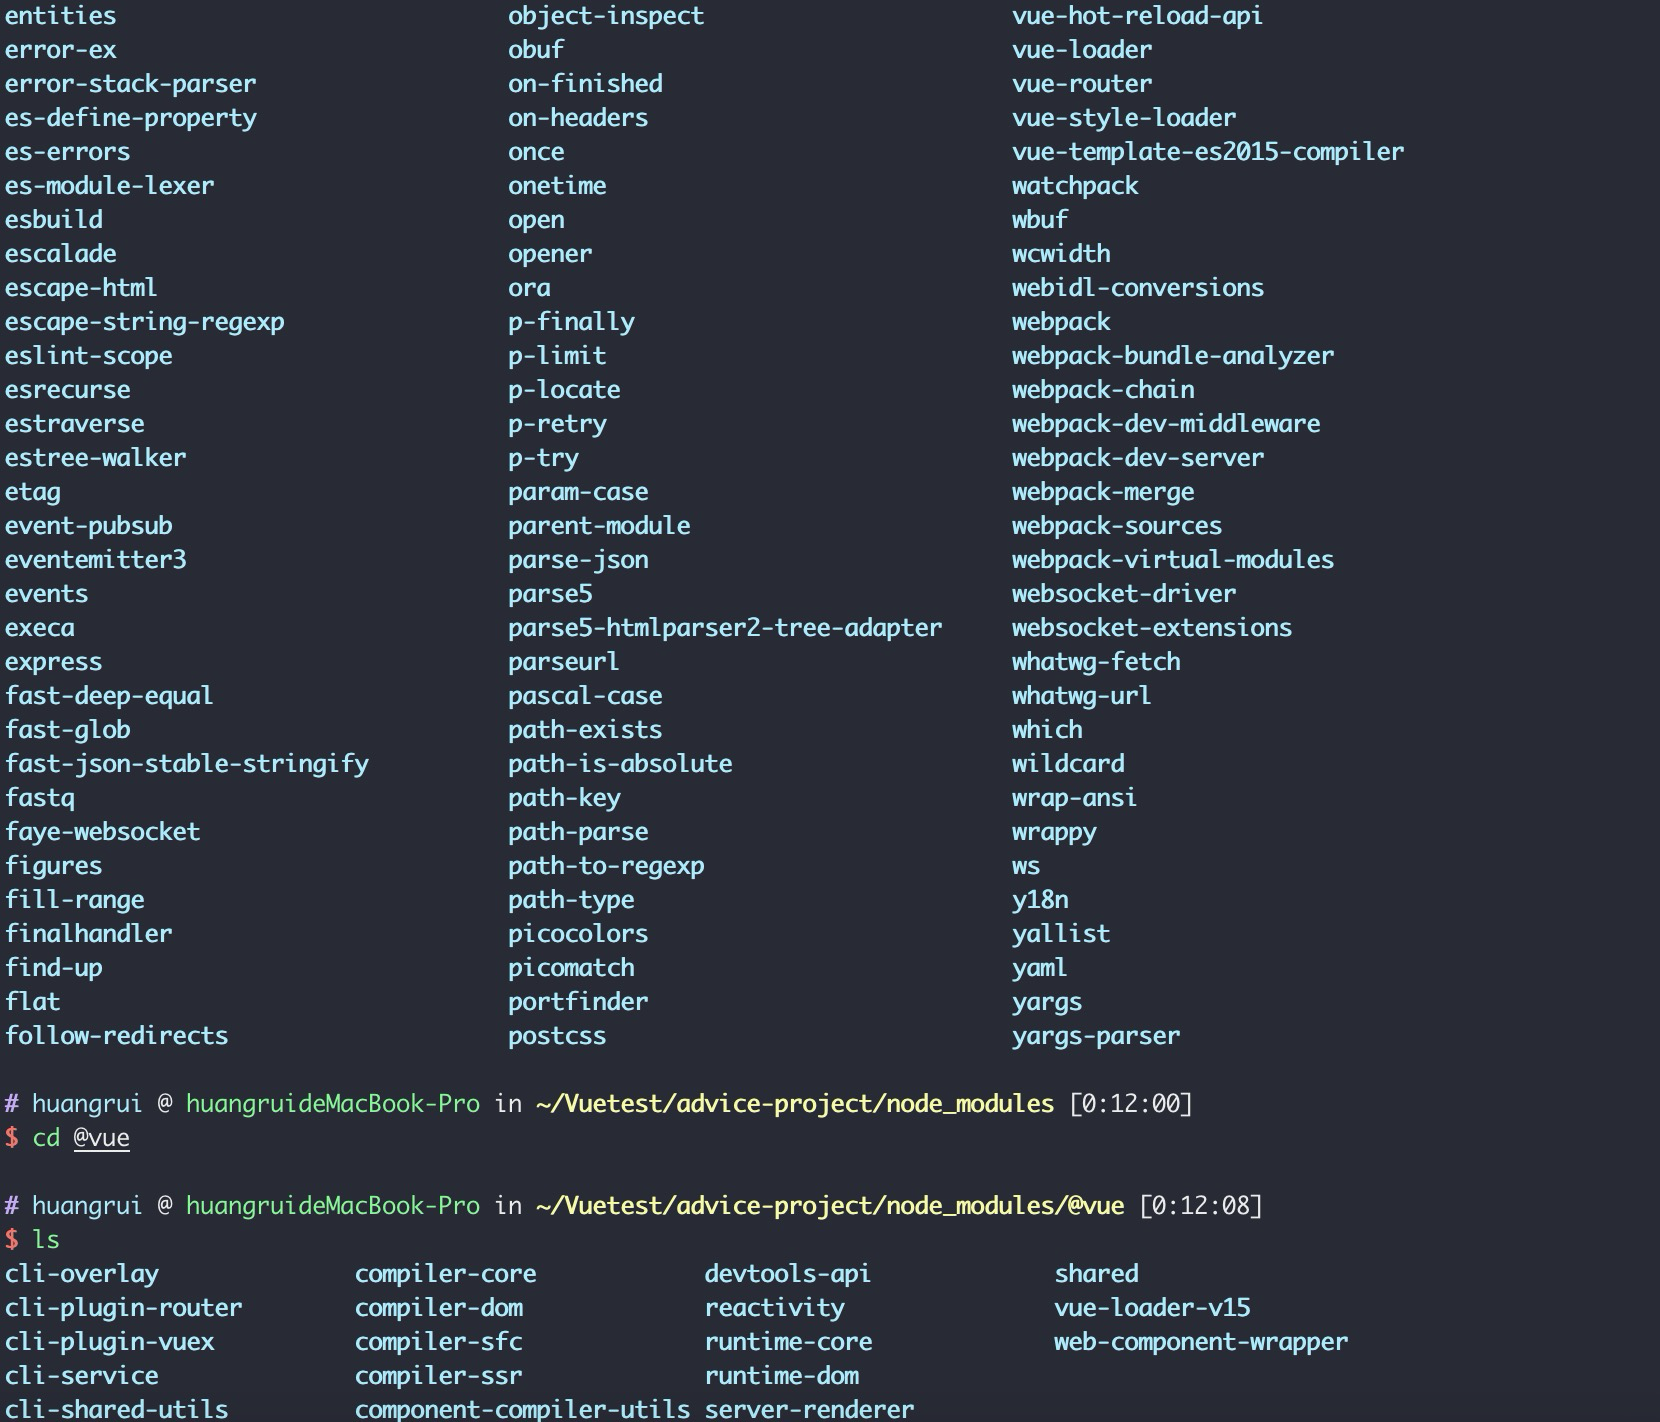 entities object-inspect vue-hot-reload-api
error-ex obuf vue-loader
error-stack-parser on-finished vue-router
es-define-property on-headers vue-style-loader
es-errors once vue-template-es2015-compiler
es-module-lexer onetime watchpack
esbuild open wbuf
escalade opener wcwidth
escape-html ora webidl-conversions
escape-string-regexp p-finally webpack
eslint-scope p-limit webpack-bundle-analyzer
esrecurse p-locate webpack-chain
estraverse p-retry webpack-dev-middleware
estree-walker p-try webpack-dev-server
etag param-case webpack-merge
event-pubsub parent-module webpack-sources
eventemitter3 parse-json webpack-virtual-modules
events parse5 websocket-driver
execa parse5-htmlparser2-tree-adapter websocket-extensions
express parseurl whatwg-fetch
fast-deep-equal pascal-case whatwg-url
fast-glob path-exists which
fast-json-stable-stringify path-is-absolute wildcard
fastq path-key wrap-ansi
faye-websocket path-parse wrappy
figures path-to-regexp ws
fill-range path-type y18n
finalhandler picocolors yallist
find-up picomatch yaml
flat portfinder yargs
follow-redirects postcss yargs-parser
# huangrui @ huangruideMacBook-Pro in ~/Vuetest/advice-project/node_modules [0:12:00]
$ cd @vue
# huangrui @ huangruideMacBook-Pro in ~/Vuetest/advice-project/node_modules/@vue [0:12:08]
$ ls
cli-overlay compiler-core devtools-api shared
cli-plugin-router compiler-dom reactivity vue-loader-v15
cli-plugin-vuex compiler-sfc runtime-core web-component-wrapper
cli-service compiler-ssr runtime-dom
cli-shared-utils component-compiler-utils server-renderer